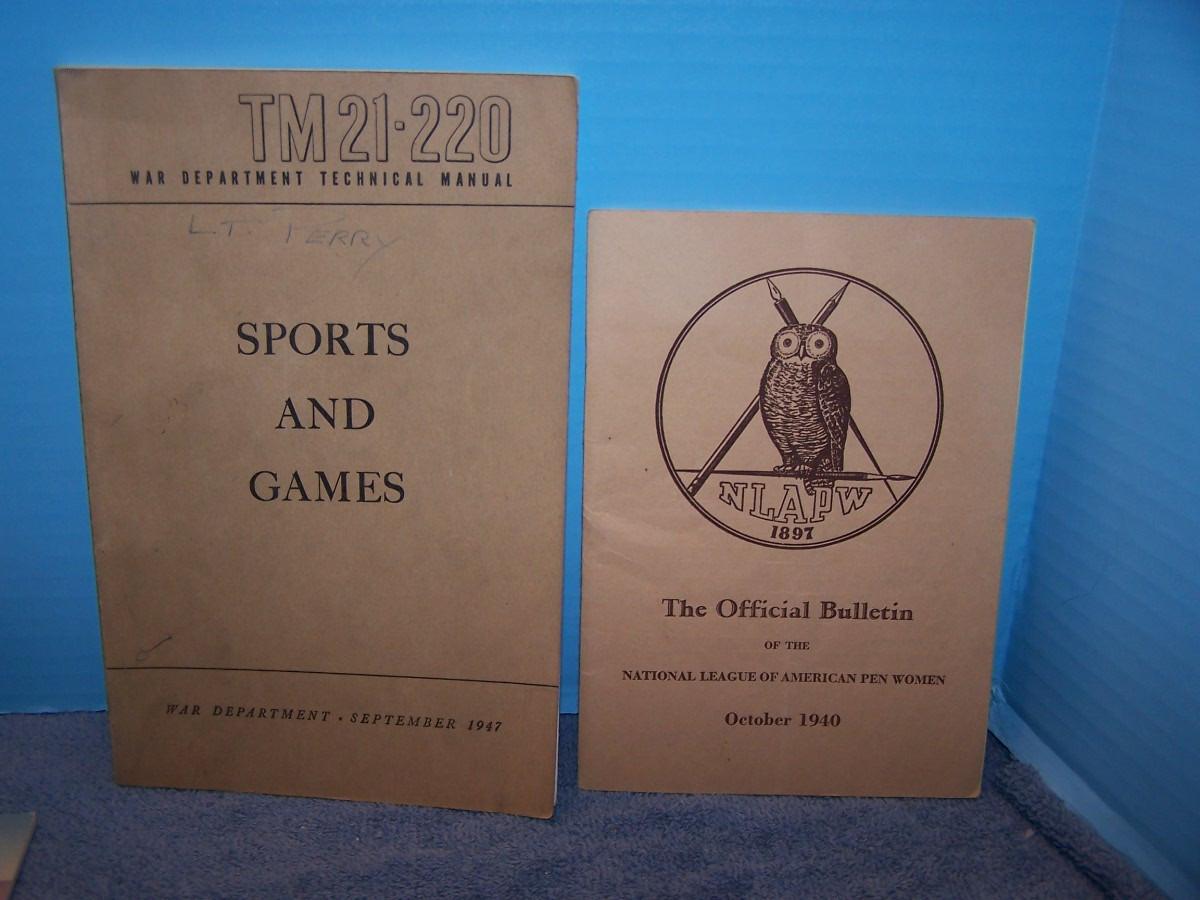 TM 21-220
WAR DEPARTMENT TECHNICAL MANUAL
LT. PERRY
SPORTS
AND
GAMES
WAR DEPARTMENT • SEPTEMBER 1947
NLAPW
1897
The Official Bulletin
OF THE
NATIONAL LEAGUE OF AMERICAN PEN WOMEN
October 1940